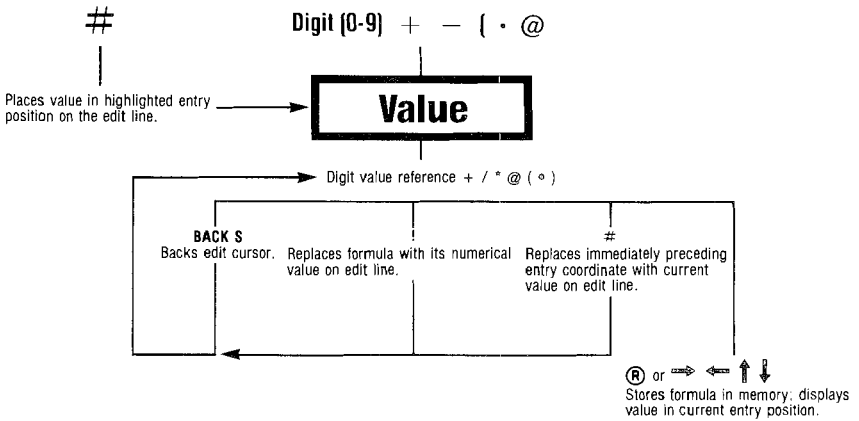 # Digit (0-9) + − ( · @
Places value in highlighted entry
position on the edit line.
Value
Digit value reference + / * @ ( ° )
BACK S
Backs edit cursor.
!
Replaces formula with its numerical
value on edit line.
#
Replaces immediately preceding
entry coordinate with current
value on edit line.
Ⓡ or → ← ↑ ↓
Stores formula in memory; displays
value in current entry position.